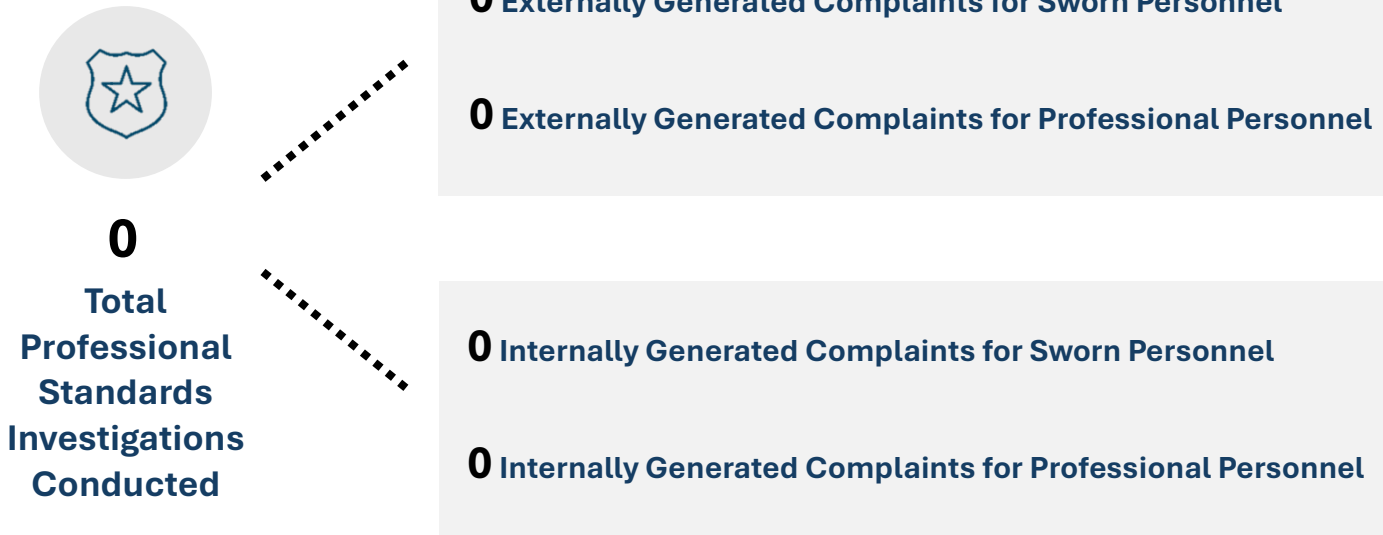 0 Externally Generated Complaints for Sworn Personnel
0 Externally Generated Complaints for Professional Personnel
0
Total
Professional
Standards
Investigations
Conducted
0 Internally Generated Complaints for Sworn Personnel
0 Internally Generated Complaints for Professional Personnel